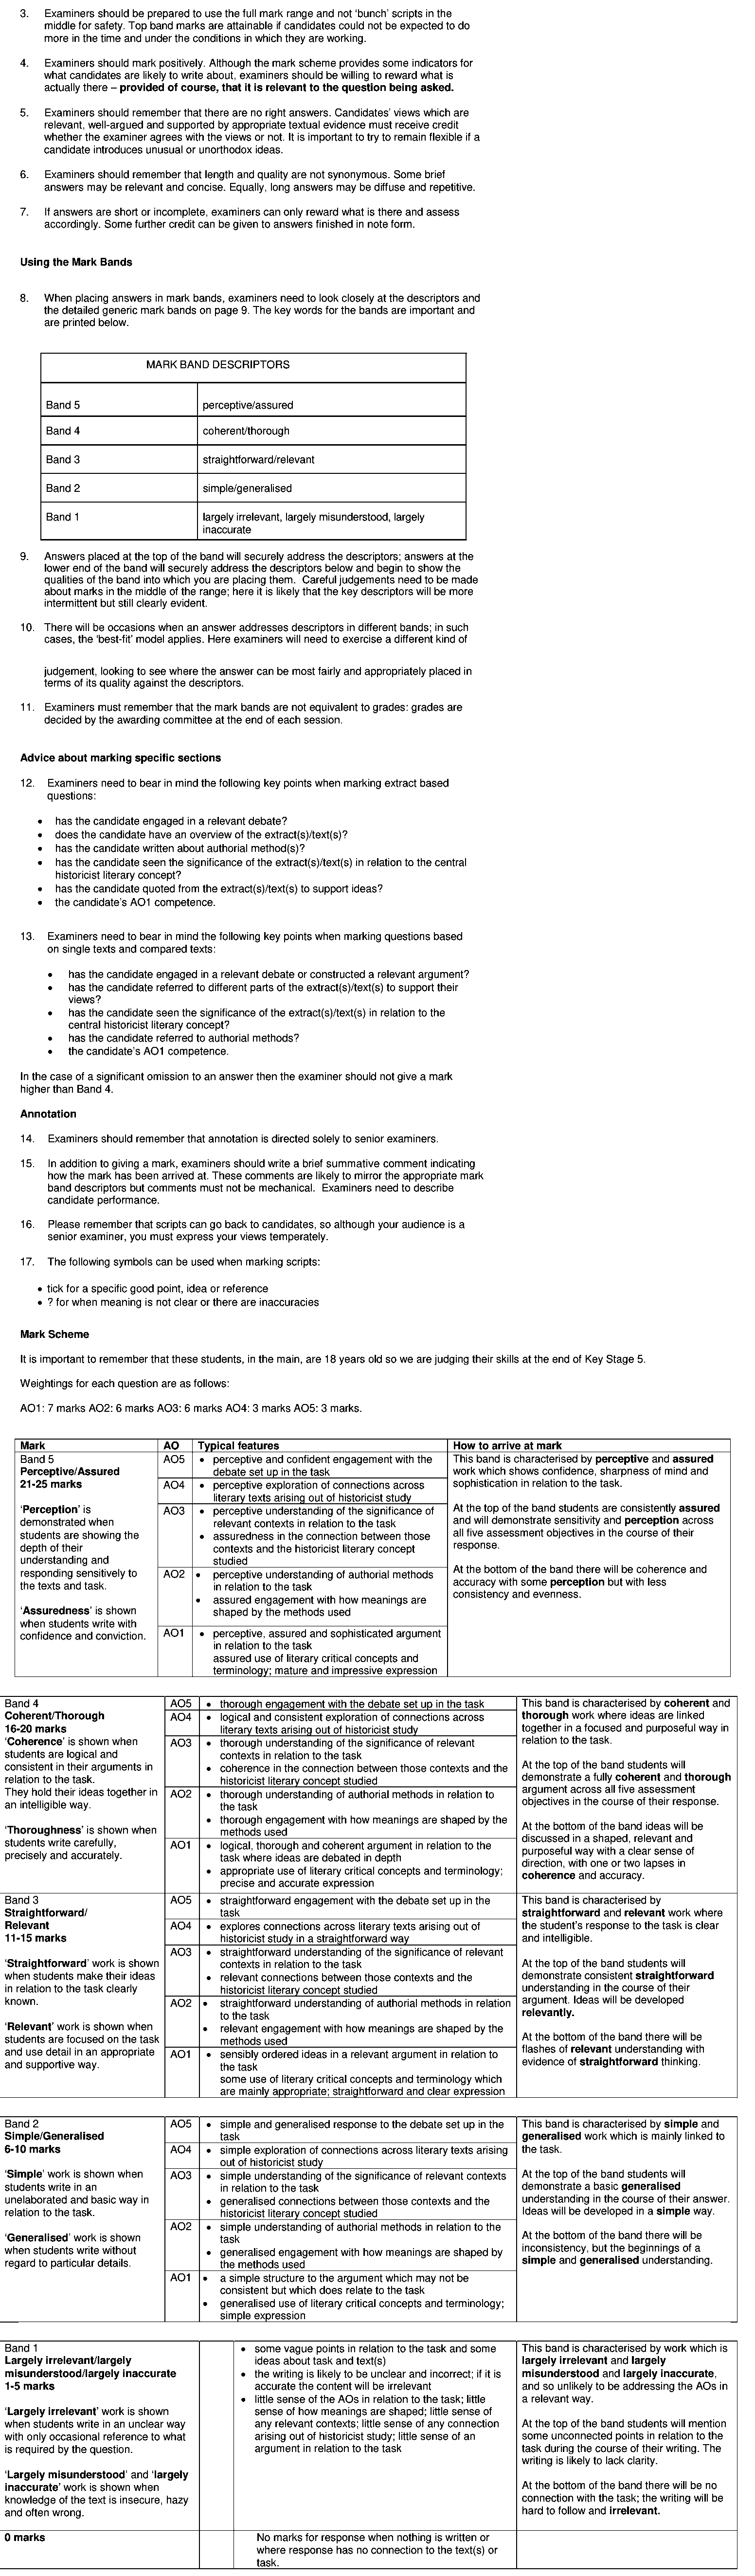 3. Examiners should be prepared to use the full mark range and not 'bunch' scripts in the
middle for safety. Top band marks are attainable if candidates could not be expected to do
more in the time and under the conditions in which they are working.
4. Examiners should mark positively. Although the mark scheme provides some indicators for
what candidates are likely to write about, examiners should be willing to reward what is
actually there – provided of course, that it is relevant to the question being asked.
5. Examiners should remember that there are no right answers. Candidates' views which are
relevant, well-argued and supported by appropriate textual evidence must receive credit
whether the examiner agrees with the views or not. It is important to try to remain flexible if a
candidate introduces unusual or unorthodox ideas.
6. Examiners should remember that length and quality are not synonymous. Some brief
answers may be relevant and concise. Equally, long answers may be diffuse and repetitive.
7. If answers are short or incomplete, examiners can only reward what is there and assess
accordingly. Some further credit can be given to answers finished in note form.
Using the Mark Bands
8. When placing answers in mark bands, examiners need to look closely at the descriptors and
the detailed generic mark bands on page 9. The key words for the bands are important and
are printed below.
MARK BAND DESCRIPTORS
Band 5 perceptive/assured
Band 4 coherent/thorough
Band 3 straightforward/relevant
Band 2 simple/generalised
Band 1 largely irrelevant, largely misunderstood, largely
inaccurate
9. Answers placed at the top of the band will securely address the descriptors; answers at the
lower end of the band will securely address the descriptors below and begin to show the
qualities of the band into which you are placing them. Careful judgements need to be made
about marks in the middle of the range; here it is likely that the key descriptors will be more
intermittent but still clearly evident.
10. There will be occasions when an answer addresses descriptors in different bands; in such
cases, the 'best-fit' model applies. Here examiners will need to exercise a different kind of
judgement, looking to see where the answer can be most fairly and appropriately placed in
terms of its quality against the descriptors.
11. Examiners must remember that the mark bands are not equivalent to grades: grades are
decided by the awarding committee at the end of each session.
Advice about marking specific sections
12. Examiners need to bear in mind the following key points when marking extract based
questions:
• has the candidate engaged in a relevant debate?
• does the candidate have an overview of the extract(s)/text(s)?
• has the candidate written about authorial method(s)?
• has the candidate seen the significance of the extract(s)/text(s) in relation to the central
historicist literary concept?
• has the candidate quoted from the extract(s)/text(s) to support ideas?
• the candidate's AO1 competence.
13. Examiners need to bear in mind the following key points when marking questions based
on single texts and compared texts:
• has the candidate engaged in a relevant debate or constructed a relevant argument?
• has the candidate referred to different parts of the extract(s)/text(s) to support their
views?
• has the candidate seen the significance of the extract(s)/text(s) in relation to the
central historicist literary concept?
• has the candidate referred to authorial methods?
• the candidate's AO1 competence.
In the case of a significant omission to an answer then the examiner should not give a mark
higher than Band 4.
Annotation
14. Examiners should remember that annotation is directed solely to senior examiners.
15. In addition to giving a mark, examiners should write a brief summative comment indicating
how the mark has been arrived at. These comments are likely to mirror the appropriate mark
band descriptors but comments must not be mechanical. Examiners need to describe
candidate performance.
16. Please remember that scripts can go back to candidates, so although your audience is a
senior examiner, you must express your views temperately.
17. The following symbols can be used when marking scripts:
• tick for a specific good point, idea or reference
• ? for when meaning is not clear or there are inaccuracies
Mark Scheme
It is important to remember that these students, in the main, are 18 years old so we are judging their skills at the end of Key Stage 5.
Weightings for each question are as follows:
AO1: 7 marks AO2: 6 marks AO3: 6 marks AO4: 3 marks AO5: 3 marks.
Mark AO Typical features How to arrive at mark
Band 5
Perceptive/Assured
21-25 marks
'Perception' is
demonstrated when
students are showing the
depth of their
understanding and
responding sensitively to
the texts and task.
'Assuredness' is shown
when students write with
confidence and conviction.
AO5 • perceptive and confident engagement with the
debate set up in the task
AO4 • perceptive exploration of connections across
literary texts arising out of historicist study
AO3 • perceptive understanding of the significance of
relevant contexts in relation to the task
• assuredness in the connection between those
contexts and the historicist literary concept
studied
AO2 • perceptive understanding of authorial methods
in relation to the task
• assured engagement with how meanings are
shaped by the methods used
AO1 • perceptive, assured and sophisticated argument
in relation to the task
assured use of literary critical concepts and
terminology; mature and impressive expression
This band is characterised by perceptive and assured
work which shows confidence, sharpness of mind and
sophistication in relation to the task.
At the top of the band students are consistently assured
and will demonstrate sensitivity and perception across
all five assessment objectives in the course of their
response.
At the bottom of the band there will be coherence and
accuracy with some perception but with less
consistency and evenness.
Band 4
Coherent/Thorough
16-20 marks
'Coherence' is shown when
students are logical and
consistent in their arguments in
relation to the task.
They hold their ideas together in
an intelligible way.
'Thoroughness' is shown when
students write carefully,
precisely and accurately.
AO5 • thorough engagement with the debate set up in the task
AO4 • logical and consistent exploration of connections across
literary texts arising out of historicist study
AO3 • thorough understanding of the significance of relevant
contexts in relation to the task
• coherence in the connection between those contexts and the
historicist literary concept studied
AO2 • thorough understanding of authorial methods in relation to
the task
• thorough engagement with how meanings are shaped by the
methods used
AO1 • logical, thorough and coherent argument in relation to the
task where ideas are debated in depth
• appropriate use of literary critical concepts and terminology;
precise and accurate expression
This band is characterised by coherent and
thorough work where ideas are linked
together in a focused and purposeful way in
relation to the task.
At the top of the band students will
demonstrate a fully coherent and thorough
argument across all five assessment
objectives in the course of their response.
At the bottom of the band ideas will be
discussed in a shaped, relevant and
purposeful way with a clear sense of
direction, with one or two lapses in
coherence and accuracy.
Band 3
Straightforward/
Relevant
11-15 marks
'Straightforward' work is shown
when students make their ideas
in relation to the task clearly
known.
'Relevant' work is shown when
students are focused on the task
and use detail in an appropriate
and supportive way.
AO5 • straightforward engagement with the debate set up in the
task
AO4 • explores connections across literary texts arising out of
historicist study in a straightforward way
AO3 • straightforward understanding of the significance of relevant
contexts in relation to the task
• relevant connections between those contexts and the
historicist literary concept studied
AO2 • straightforward understanding of authorial methods in relation
to the task
• relevant engagement with how meanings are shaped by the
methods used
AO1 • sensibly ordered ideas in a relevant argument in relation to
the task
some use of literary critical concepts and terminology which
are mainly appropriate; straightforward and clear expression
This band is characterised by
straightforward and relevant work where
the student's response to the task is clear
and intelligible.
At the top of the band students will
demonstrate consistent straightforward
understanding in the course of their
argument. Ideas will be developed
relevantly.
At the bottom of the band there will be
flashes of relevant understanding with
evidence of straightforward thinking.
Band 2
Simple/Generalised
6-10 marks
'Simple' work is shown when
students write in an
unelaborated and basic way in
relation to the task.
'Generalised' work is shown
when students write without
regard to particular details.
AO5 • simple and generalised response to the debate set up in the
task
AO4 • simple exploration of connections across literary texts arising
out of historicist study
AO3 • simple understanding of the significance of relevant contexts
in relation to the task
• generalised connections between those contexts and the
historicist literary concept studied
AO2 • simple understanding of authorial methods in relation to the
task
• generalised engagement with how meanings are shaped by
the methods used
AO1 • a simple structure to the argument which may not be
consistent but which does relate to the task
• generalised use of literary critical concepts and terminology;
simple expression
This band is characterised by simple and
generalised work which is mainly linked to
the task.
At the top of the band students will
demonstrate a basic generalised
understanding in the course of their answer.
Ideas will be developed in a simple way.
At the bottom of the band there will be
inconsistency, but the beginnings of a
simple and generalised understanding.
Band 1
Largely irrelevant/largely
misunderstood/largely inaccurate
1-5 marks
'Largely irrelevant' work is shown
when students write in an unclear way
with only occasional reference to what
is required by the question.
'Largely misunderstood' and 'largely
inaccurate' work is shown when
knowledge of the text is insecure, hazy
and often wrong.
• some vague points in relation to the task and some
ideas about task and text(s)
• the writing is likely to be unclear and incorrect; if it is
accurate the content will be irrelevant
• little sense of the AOs in relation to the task; little
sense of how meanings are shaped; little sense of
any relevant contexts; little sense of any connection
arising out of historicist study; little sense of an
argument in relation to the task
This band is characterised by work which is
largely irrelevant and largely
misunderstood and largely inaccurate,
and so unlikely to be addressing the AOs in
a relevant way.
At the top of the band students will mention
some unconnected points in relation to the
task during the course of their writing. The
writing is likely to lack clarity.
At the bottom of the band there will be no
connection with the task; the writing will be
hard to follow and irrelevant.
0 marks
No marks for response when nothing is written or
where response has no connection to the text(s) or
task.